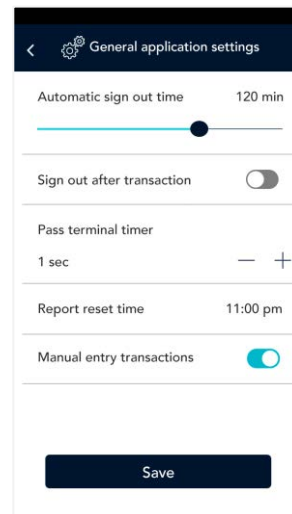 General application settings
Automatic sign out time 120 min
Sign out after transaction
Pass terminal timer
1 sec
Report reset time 11:00 pm
Manual entry transactions
Save